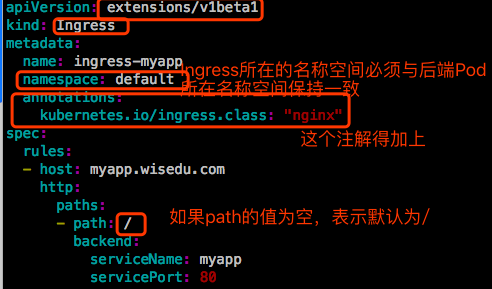 apiVersion: extensions/v1beta1
kind: Ingress
metadata:
name: ingress-myapp
Ingress所在的名称空间必须与后端Pod
namespace: default
所在名称空间保持一致
annotations:
kubernetes.io/ingress.class: "nginx"
这个注解得加上
spec:
rules:
- host: myapp.wisedu.com
http:
paths:
- path: /
如果path的值为空，表示默认为/
backend:
serviceName: myapp
servicePort: 80